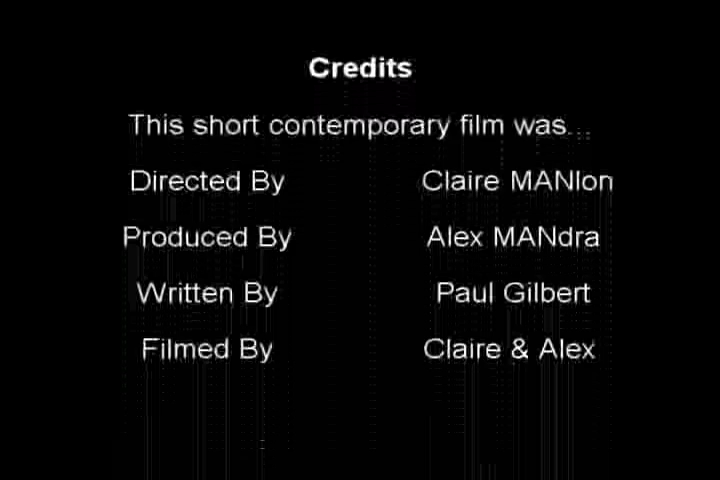 Credits
This short contemporary film was...
Directed By Claire MANlon
Produced By Alex MANdra
Written By Paul Gilbert
Filmed By Claire & Alex